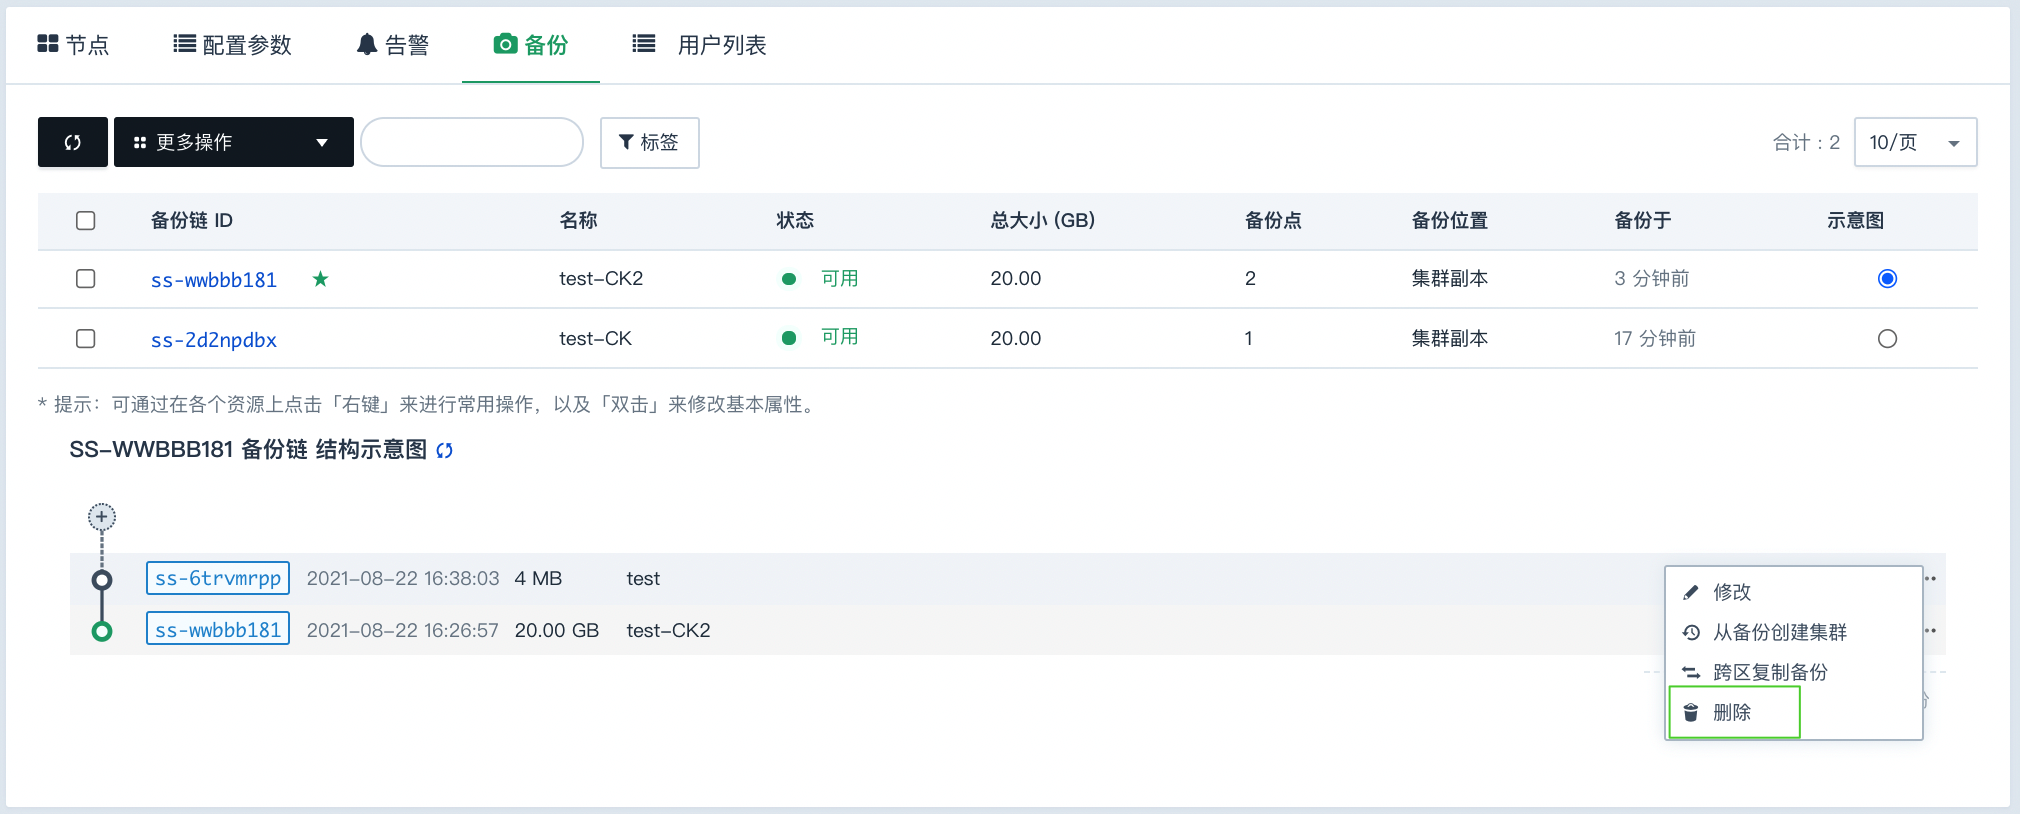 节点 配置参数 告警 备份 用户列表
更多操作 标签 合计：2 10/页
备份链 ID 名称 状态 总大小 (GB) 备份点 备份位置 备份于 示意图
ss-wwbbb181 test-CK2 可用 20.00 2 集群副本 3 分钟前
ss-2d2npdbx test-CK 可用 20.00 1 集群副本 17 分钟前
* 提示：可通过在各个资源上点击「右键」来进行常用操作，以及「双击」来修改基本属性。
SS-WWBBB181 备份链 结构示意图
ss-6trvmrpp 2021-08-22 16:38:03 4 MB test
ss-wwbbb181 2021-08-22 16:26:57 20.00 GB test-CK2
修改
从备份创建集群
跨区复制备份
删除